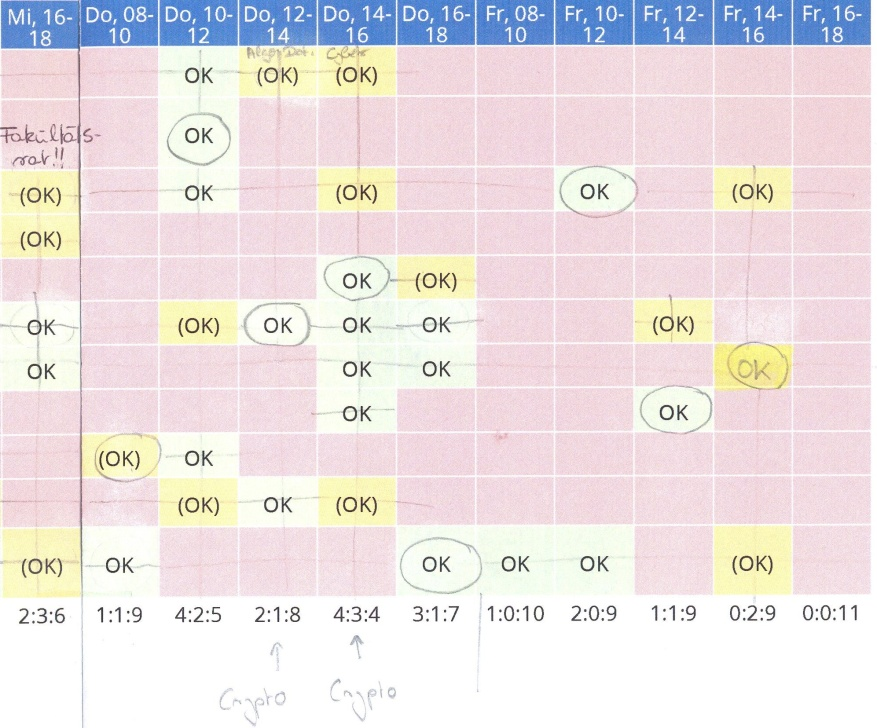 Mi, 16-18 Do, 08-10 Do, 10-12 Do, 12-14 Do, 14-16 Do, 16-18 Fr, 08-10 Fr, 10-12 Fr, 12-14 Fr, 14-16 Fr, 16-18
OK (OK) (OK)
Fakultäts-
rat!!
OK
(OK) OK (OK) OK (OK)
(OK)
OK (OK)
OK (OK) OK OK OK (OK)
OK OK OK OK
OK OK
(OK) OK
(OK) OK (OK)
(OK) OK OK OK OK (OK)
2:3:6 1:1:9 4:2:5 2:1:8 4:3:4 3:1:7 1:0:10 2:0:9 1:1:9 0:2:9 0:0:11
Crypto Crypto